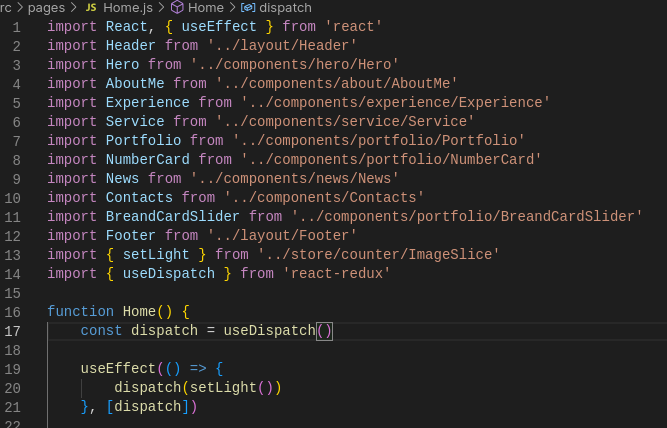 rc > pages > JS Home.js > Home > dispatch
1 import React, { useEffect } from 'react'
2 import Header from '../layout/Header'
3 import Hero from '../components/hero/Hero'
4 import AboutMe from '../components/about/AboutMe'
5 import Experience from '../components/experience/Experience'
6 import Service from '../components/service/Service'
7 import Portfolio from '../components/portfolio/Portfolio'
8 import NumberCard from '../components/portfolio/NumberCard'
9 import News from '../components/news/News'
10 import Contacts from '../components/Contacts'
11 import BreandCardSlider from '../components/portfolio/BreandCardSlider'
12 import Footer from '../layout/Footer'
13 import { setLight } from '../store/counter/ImageSlice'
14 import { useDispatch } from 'react-redux'
15
16 function Home() {
17     const dispatch = useDispatch()
18
19     useEffect(() => {
20         dispatch(setLight())
21     }, [dispatch])
22